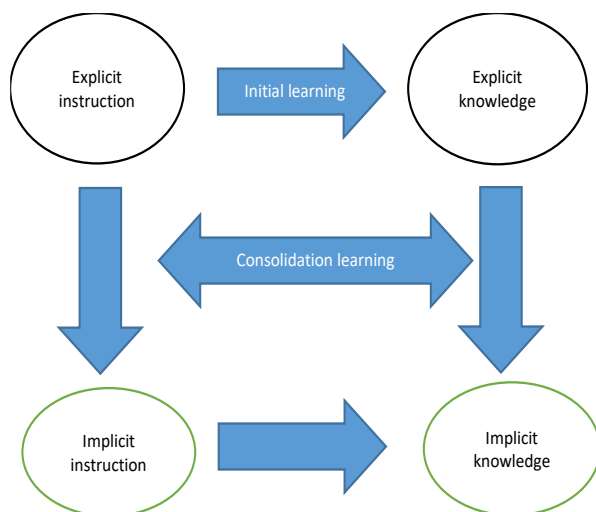 Explicit
instruction
Initial learning
Explicit
knowledge
Consolidation learning
Implicit
instruction
Implicit
knowledge